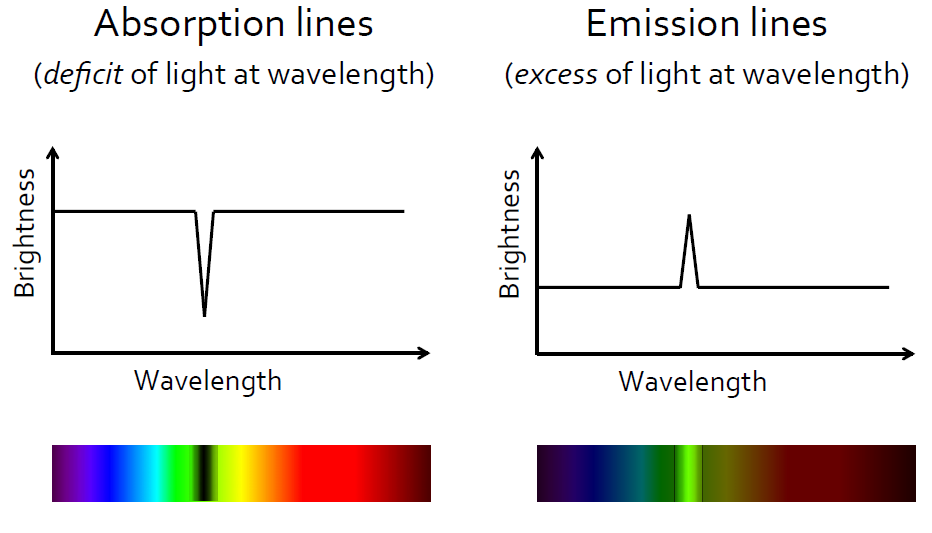 Absorption lines
(deficit of light at wavelength)
Brightness
Wavelength
Emission lines
(excess of light at wavelength)
Brightness
Wavelength